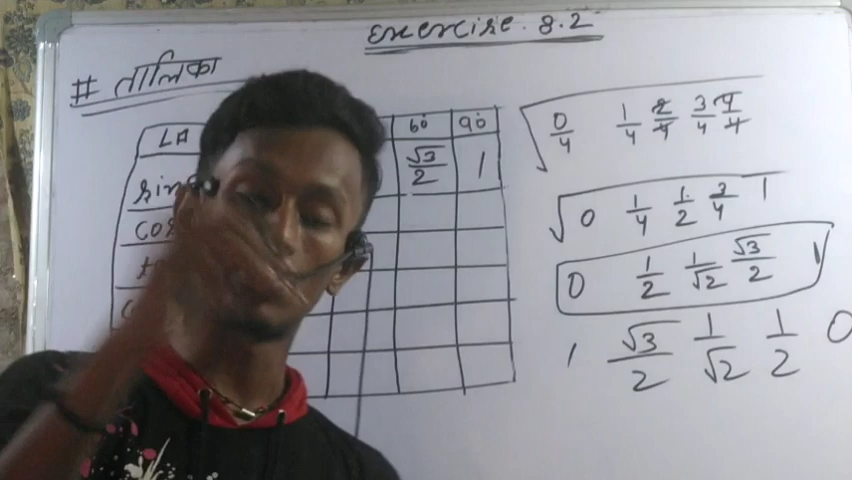 exercise. 8.2
# तालिका
L A 60° 90°
sin √3/2 1
cos
√ 0/4 1/4 2/4 3/4 4/4
√ 0 1/4 1/2 3/4 1
0 1/2 1/√2 √3/2 1
1 √3/2 1/√2 1/2 0